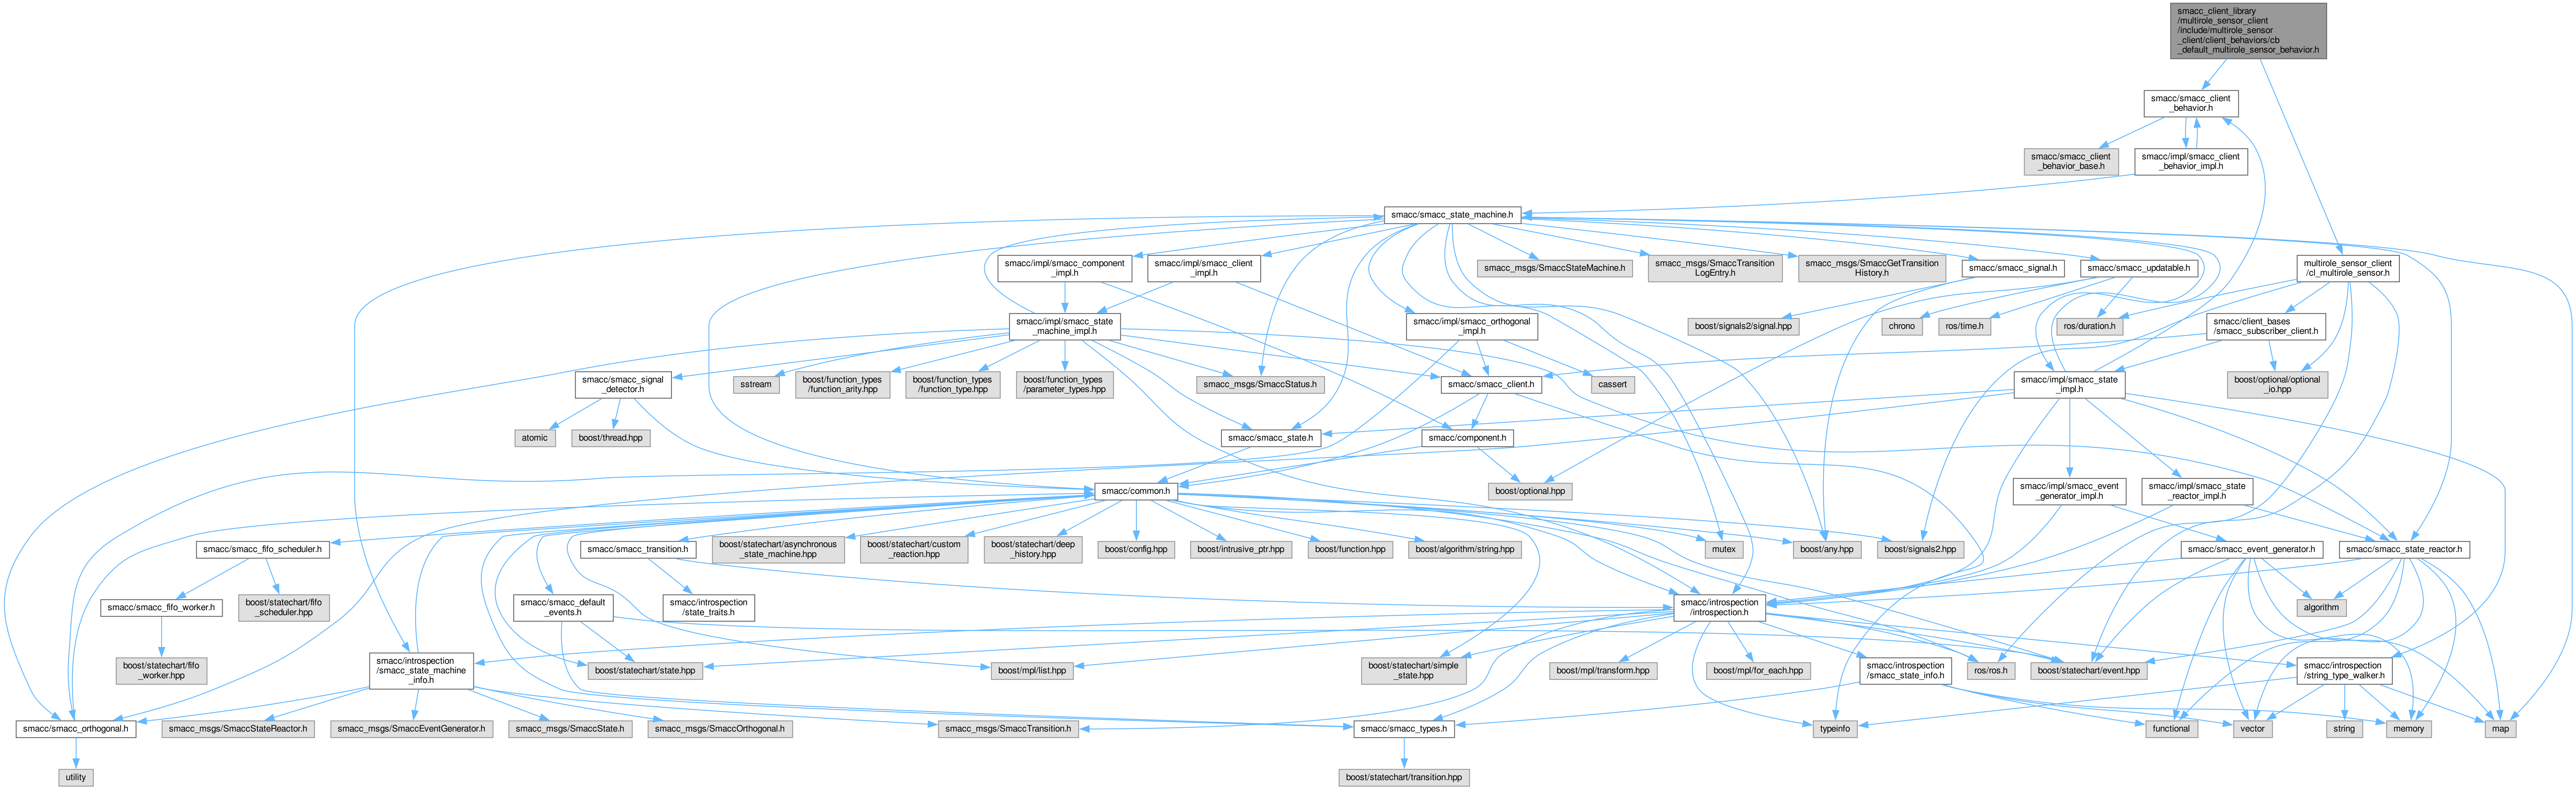 smacc_client_library
/multirole_sensor_client
/include/multirole_sensor
_client/client_behaviors/cb
_default_multirole_sensor_behavior.h
smacc/smacc_client
_behavior.h
smacc/smacc_client
_behavior_base.h
smacc/impl/smacc_client
_behavior_impl.h
smacc/smacc_state_machine.h
smacc/impl/smacc_component
_impl.h
smacc/impl/smacc_client
_impl.h
smacc_msgs/SmaccStateMachine.h
smacc_msgs/SmaccTransition
LogEntry.h
smacc_msgs/SmaccGetTransition
History.h
smacc/smacc_signal.h
smacc/smacc_updatable.h
multirole_sensor_client
/cl_multirole_sensor.h
smacc/impl/smacc_state
_machine_impl.h
smacc/impl/smacc_orthogonal
_impl.h
boost/signals2/signal.hpp
chrono
ros/time.h
ros/duration.h
smacc/client_bases
/smacc_subscriber_client.h
smacc/smacc_signal
_detector.h
sstream
boost/function_types
/function_arity.hpp
boost/function_types
/function_type.hpp
boost/function_types
/parameter_types.hpp
smacc_msgs/SmaccStatus.h
smacc/smacc_client.h
cassert
smacc/impl/smacc_state
_impl.h
boost/optional/optional
_io.hpp
atomic
boost/thread.hpp
smacc/smacc_state.h
smacc/component.h
smacc/common.h
boost/optional.hpp
smacc/impl/smacc_event
_generator_impl.h
smacc/impl/smacc_state
_reactor_impl.h
smacc/smacc_fifo_scheduler.h
smacc/smacc_transition.h
boost/statechart/asynchronous
_state_machine.hpp
boost/statechart/custom
_reaction.hpp
boost/statechart/deep
_history.hpp
boost/config.hpp
boost/intrusive_ptr.hpp
boost/function.hpp
boost/algorithm/string.hpp
mutex
boost/any.hpp
boost/signals2.hpp
smacc/smacc_event_generator.h
smacc/smacc_state_reactor.h
smacc/smacc_fifo_worker.h
boost/statechart/fifo
_scheduler.hpp
smacc/smacc_default
_events.h
smacc/introspection
/state_traits.h
smacc/introspection
/introspection.h
algorithm
boost/statechart/fifo
_worker.hpp
smacc/introspection
/smacc_state_machine
_info.h
boost/statechart/state.hpp
boost/mpl/list.hpp
boost/statechart/simple
_state.hpp
boost/mpl/transform.hpp
boost/mpl/for_each.hpp
smacc/introspection
/smacc_state_info.h
ros/ros.h
boost/statechart/event.hpp
smacc/introspection
/string_type_walker.h
smacc/smacc_orthogonal.h
smacc_msgs/SmaccStateReactor.h
smacc_msgs/SmaccEventGenerator.h
smacc_msgs/SmaccState.h
smacc_msgs/SmaccOrthogonal.h
smacc_msgs/SmaccTransition.h
smacc/smacc_types.h
typeinfo
functional
vector
string
memory
map
utility
boost/statechart/transition.hpp